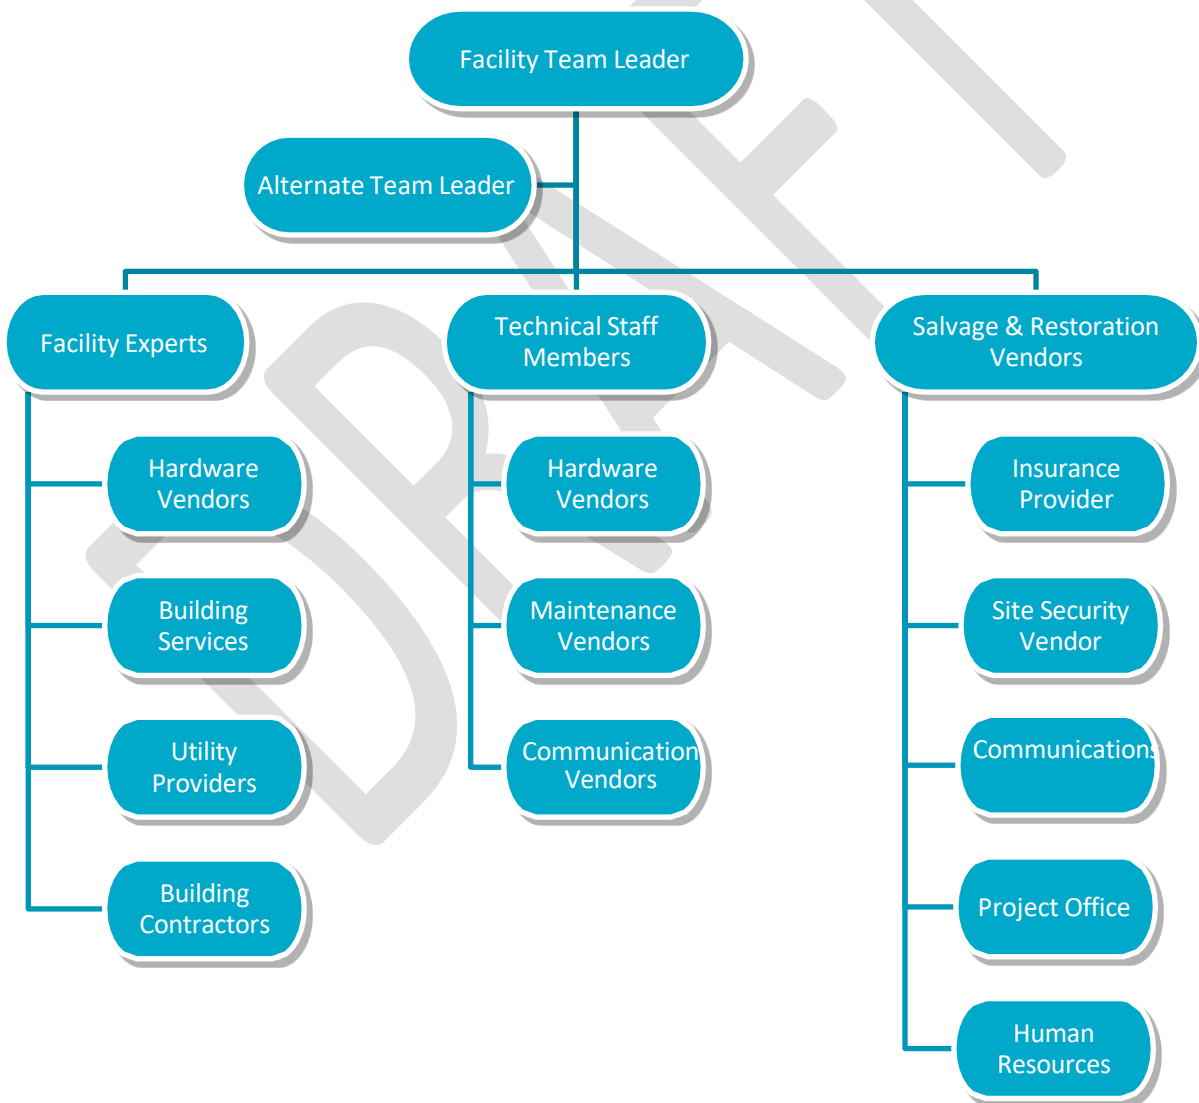 Facility Team Leader
Alternate Team Leader
Facility Experts
Technical Staff
Members
Salvage & Restoration
Vendors
Hardware
Vendors
Hardware
Vendors
Insurance
Provider
Building
Services
Maintenance
Vendors
Site Security
Vendor
Utility
Providers
Communication
Vendors
Communications
Building
Contractors
Project Office
Human
Resources
DRAFT